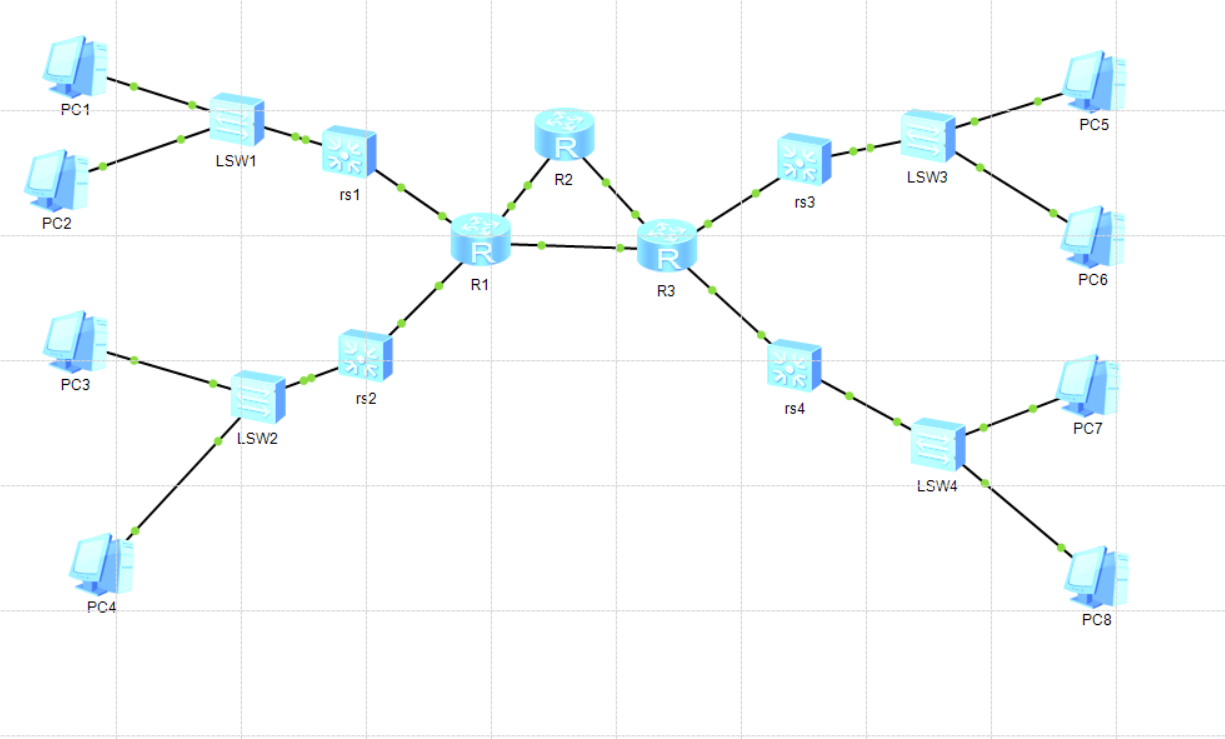 PC1
PC2
LSW1
rs1
R
R2
R
R1
R
R3
rs3
LSW3
PC5
PC6
PC3
PC4
LSW2
rs2
rs4
LSW4
PC7
PC8